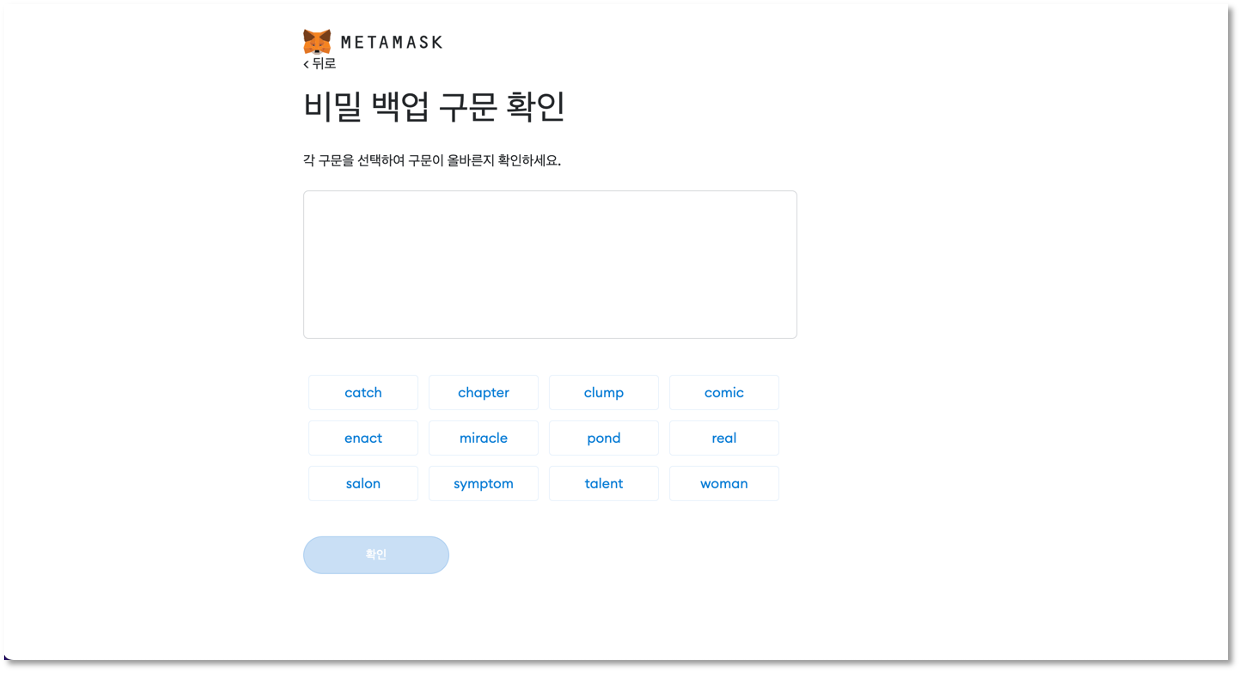 METAMASK
< 뒤로
비밀 백업 구문 확인
각 구문을 선택하여 구문이 올바른지 확인하세요.
catch chapter clump comic
enact miracle pond real
salon symptom talent woman
확인